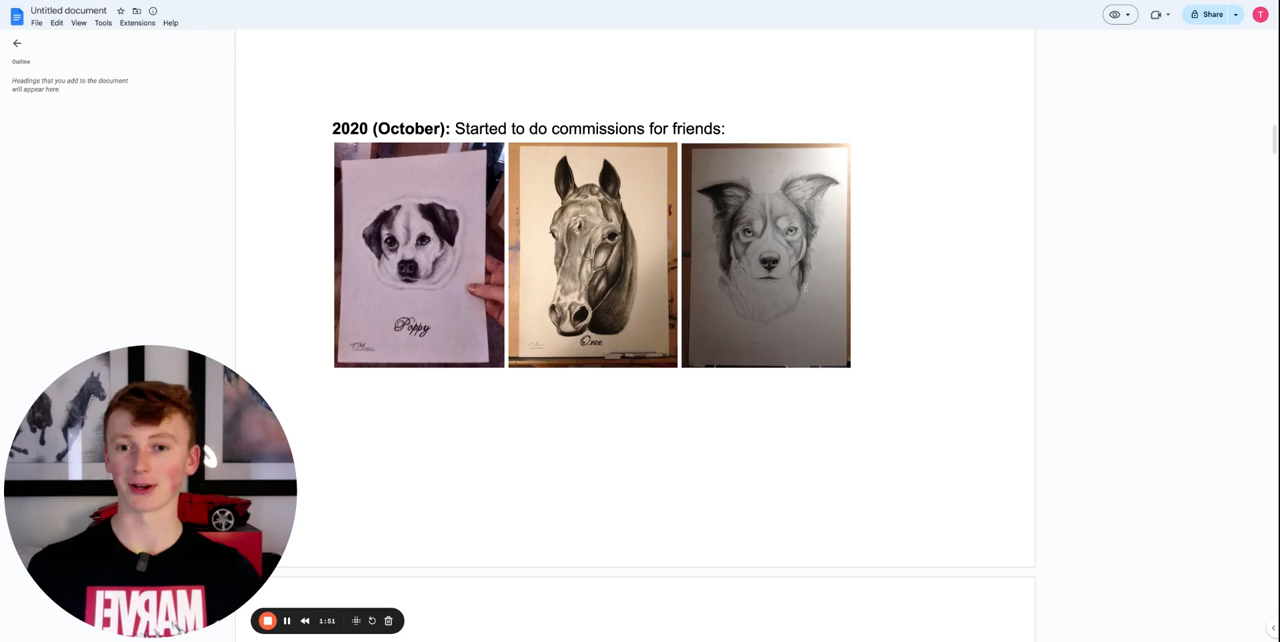 Untitled document
File Edit View Tools Extensions Help
Share
T
Outline
Headings that you add to the document
will appear here.
2020 (October): Started to do commissions for friends:
Poppy
MARVEL
1:51